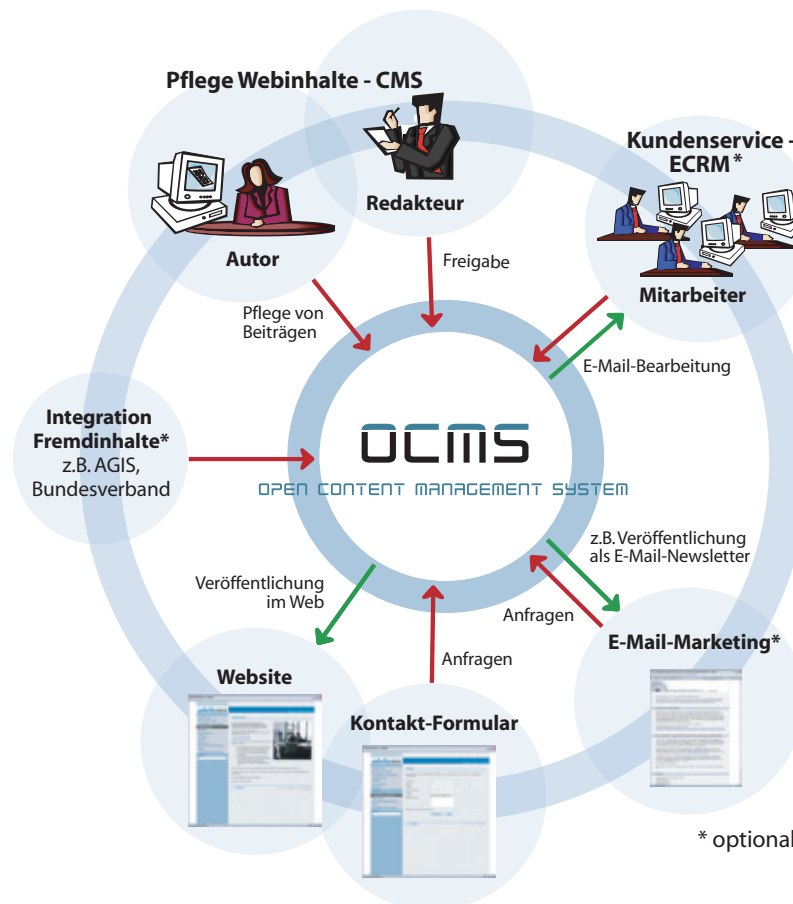 Pflege Webinhalte - CMS
Redakteur
Autor
Kundenservice -
ECRM*
Mitarbeiter
Freigabe
Pflege von
Beiträgen
E-Mail-Bearbeitung
Integration
Fremdinhalte*
z.B. AGIS,
Bundesverband
OCMS
OPEN CONTENT MANAGEMENT SYSTEM
z.B. Veröffentlichung
als E-Mail-Newsletter
Veröffentlichung
im Web
Anfragen
Anfragen
E-Mail-Marketing*
Website
Kontakt-Formular
* optional